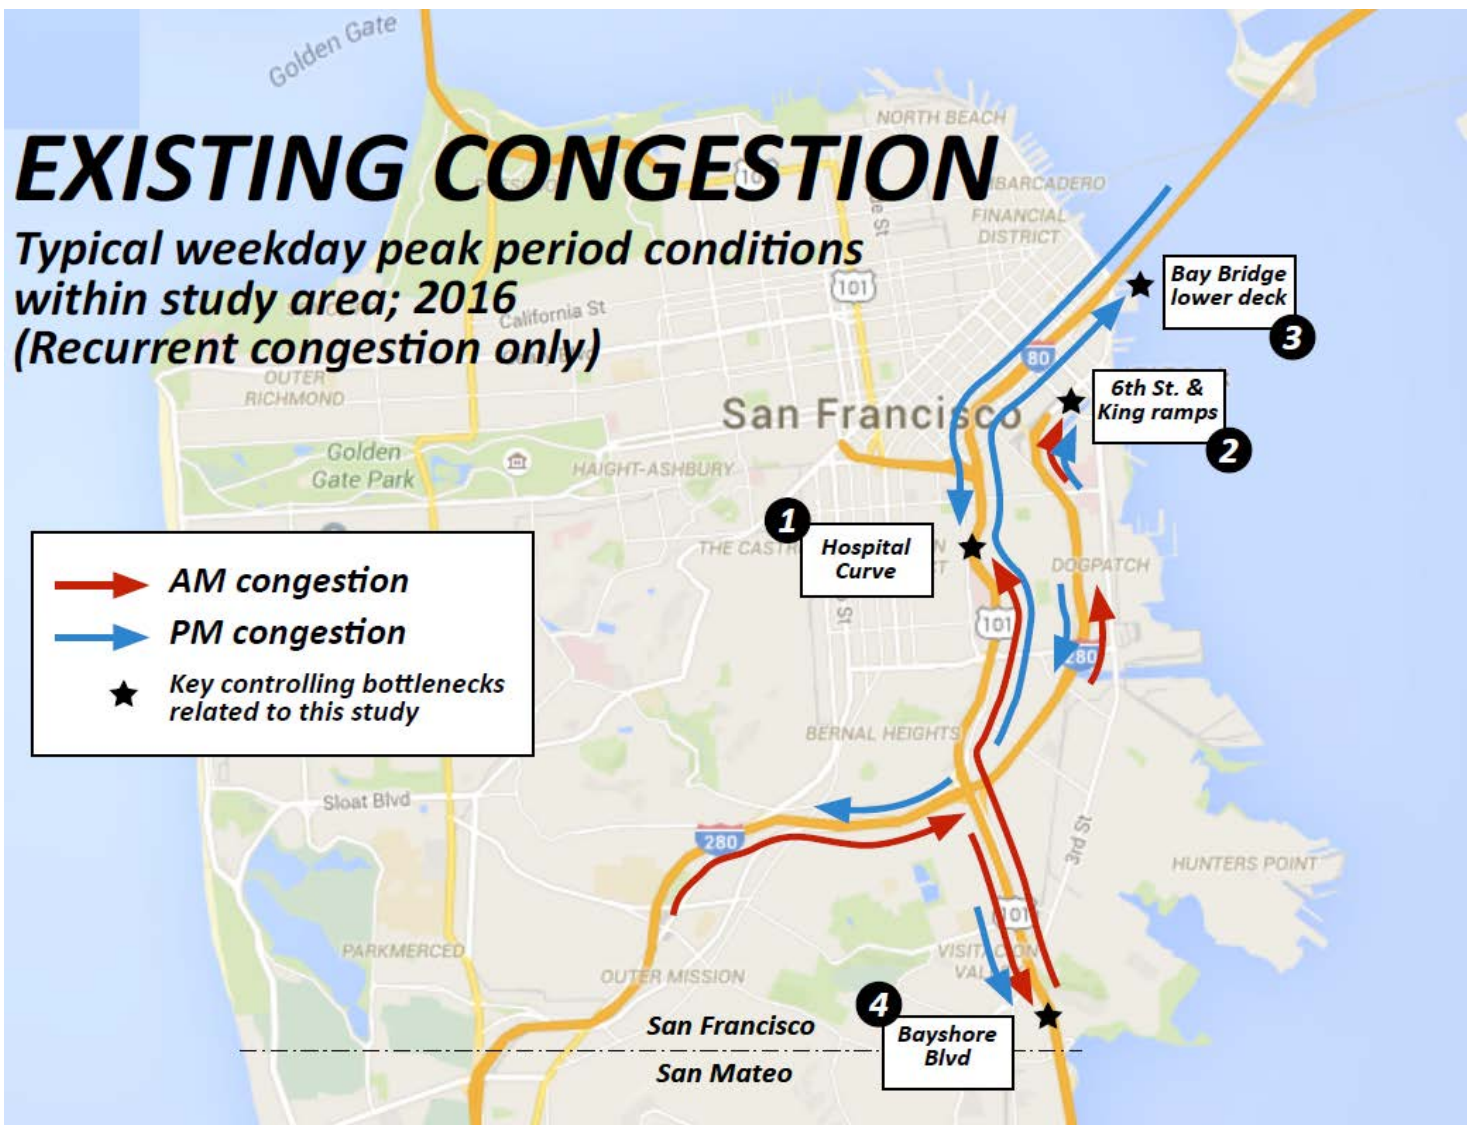 Golden Gate
EXISTING CONGESTION
Typical weekday peak period conditions
within study area; 2016
(Recurrent congestion only)
NORTH BEACH
FINANCIAL
DISTRICT
101
California St
OUTER
RICHMOND
80
Bay Bridge
lower deck
3
6th St. &
King ramps
2
San Francisco
Golden
Gate Park
HAIGHT-ASHBURY
1
Hospital
Curve
DOGPATCH
101
280
AM congestion
PM congestion
Key controlling bottlenecks
related to this study
BERNAL HEIGHTS
Sloat Blvd
280
3rd St
HUNTERS POINT
101
PARKMERCED
OUTER MISSION
4
Bayshore
Blvd
San Francisco
San Mateo